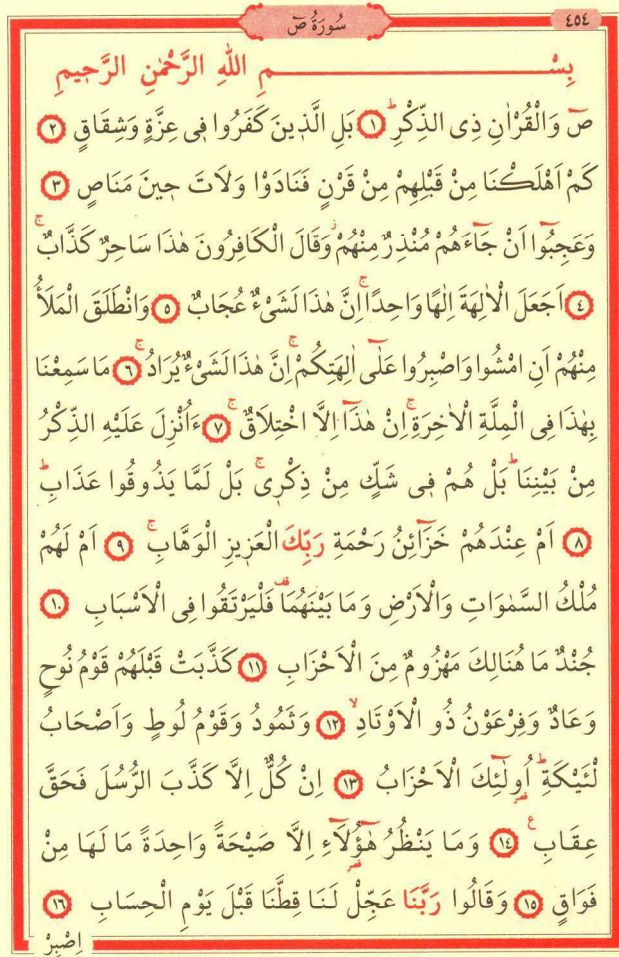 ٤٥٤
سُورَةُ صٓ
بِسْمِ اللهِ الرَّحْمٰنِ الرَّحِيمِ
صٓ وَالْقُرْاٰنِ ذِى الذِّكْرِۜ ﴿١﴾ بَلِ الَّذ۪ينَ كَفَرُوا ف۪ى عِزَّةٍ وَشِقَاقٍ ﴿٢﴾
كَمْ اَهْلَكْنَا مِنْ قَبْلِهِمْ مِنْ قَرْنٍ فَنَادَوْا وَلَاتَ ح۪ينَ مَنَاصٍ ﴿٣﴾
وَعَجِبُٓوا اَنْ جَٓاءَهُمْ مُنْذِرٌ مِنْهُمْۘ وَقَالَ الْكَافِرُونَ هٰذَا سَاحِرٌ كَذَّابٌۚ
﴿٤﴾ اَجَعَلَ الْاٰلِهَةَ اِلٰهًا وَاحِدًاۚ اِنَّ هٰذَا لَشَىْءٌ عُجَابٌ ﴿٥﴾ وَانْطَلَقَ الْمَلَأُ
مِنْهُمْ اَنِ امْشُوا وَاصْبِرُوا عَلٰٓى اٰلِهَتِكُمْۚ اِنَّ هٰذَا لَشَىْءٌ يُرَادُۚ ﴿٦﴾ مَا سَمِعْنَا
بِهٰذَا فِى الْمِلَّةِ الْاٰخِرَةِۚ اِنْ هٰذَٓا اِلَّا اخْتِلَاقٌۚ ﴿٧﴾ ءَاُنْزِلَ عَلَيْهِ الذِّكْرُ
مِنْ بَيْنِنَاۜ بَلْ هُمْ ف۪ى شَكٍّ مِنْ ذِكْر۪ىۚ بَلْ لَمَّا يَذُوقُوا عَذَابِۜ
﴿٨﴾ اَمْ عِنْدَهُمْ خَزَٓائِنُ رَحْمَةِ رَبِّكَ الْعَز۪يزِ الْوَهَّابِۚ ﴿٩﴾ اَمْ لَهُمْ
مُلْكُ السَّمٰوَاتِ وَالْاَرْضِ وَمَا بَيْنَهُمَا۠ فَلْيَرْتَقُوا فِى الْاَسْبَابِ ﴿١٠﴾
جُنْدٌ مَا هُنَالِكَ مَهْزُومٌ مِنَ الْاَحْزَابِ ﴿١١﴾ كَذَّبَتْ قَبْلَهُمْ قَوْمُ نُوحٍ
وَعَادٌ وَفِرْعَوْنُ ذُو الْاَوْتَادِۙ ﴿١٢﴾ وَثَمُودُ وَقَوْمُ لُوطٍ وَاَصْحَابُ
لْـَٔيْكَةِۜ اُو۬لٰٓئِكَ الْاَحْزَابُ ﴿١٣﴾ اِنْ كُلٌّ اِلَّا كَذَّبَ الرُّسُلَ فَحَقَّ
عِقَابِ۟ ﴿١٤﴾ وَمَا يَنْظُرُ هٰٓؤُ۬لَٓاءِ اِلَّا صَيْحَةً وَاحِدَةً مَا لَهَا مِنْ
فَوَاقٍ ﴿١٥﴾ وَقَالُوا رَبَّنَا عَجِّلْ لَنَا قِطَّنَا قَبْلَ يَوْمِ الْحِسَابِ ﴿١٦﴾
اِصْبِرْ